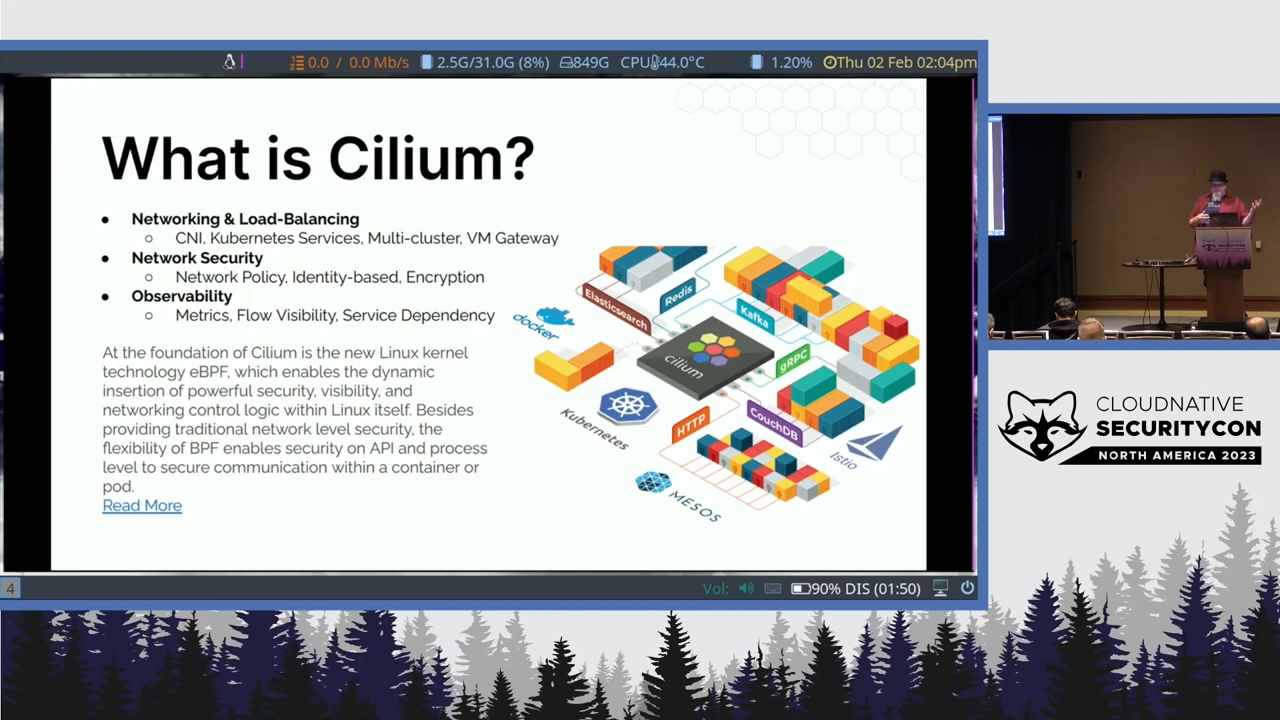 0.0 / 0.0 Mb/s 2.5G/31.0G (8%) 849G CPU 44.0°C 1.20% Thu 02 Feb 02:04pm
What is Cilium?
● Networking & Load-Balancing
○ CNI, Kubernetes Services, Multi-cluster, VM Gateway
● Network Security
○ Network Policy, Identity-based, Encryption
● Observability
○ Metrics, Flow Visibility, Service Dependency
At the foundation of Cilium is the new Linux kernel
technology eBPF, which enables the dynamic
insertion of powerful security, visibility, and
networking control logic within Linux itself. Besides
providing traditional network level security, the
flexibility of BPF enables security on API and process
level to secure communication within a container or
pod.
Read More
Elasticsearch
Redis
Kafka
docker
cilium
gRPC
Kubernetes
HTTP
CouchDB
Istio
MESOS
4
Vol: 90% DIS (01:50)
CLOUDNATIVE
SECURITYCON
NORTH AMERICA 2023